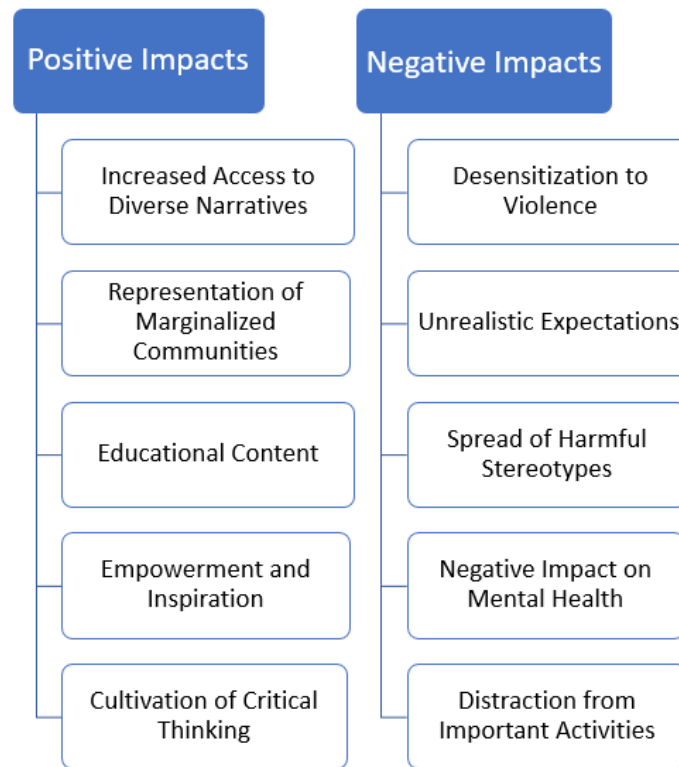 Positive Impacts
Increased Access to
Diverse Narratives
Representation of
Marginalized
Communities
Educational Content
Empowerment and
Inspiration
Cultivation of Critical
Thinking
Negative Impacts
Desensitization to
Violence
Unrealistic Expectations
Spread of Harmful
Stereotypes
Negative Impact on
Mental Health
Distraction from
Important Activities